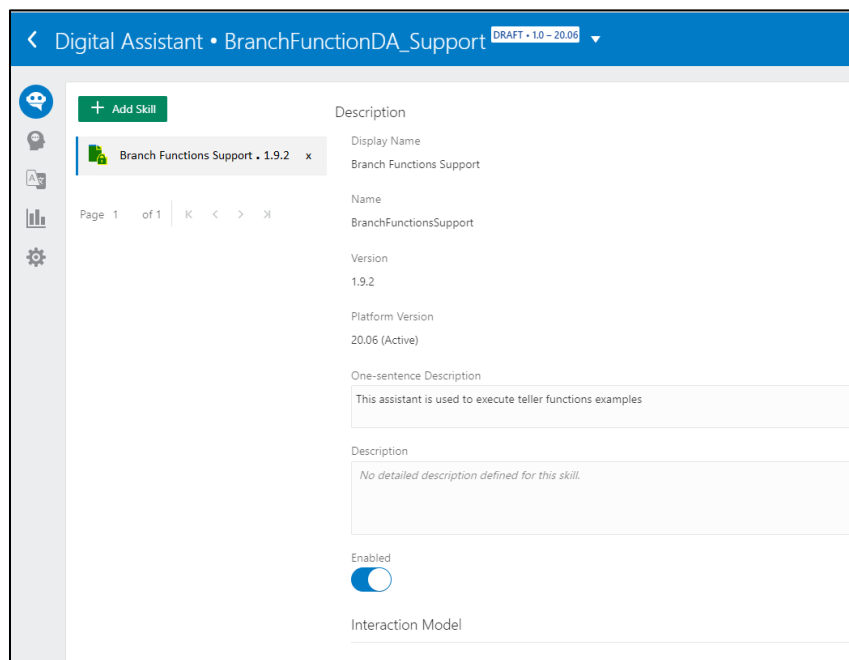 Digital Assistant • BranchFunctionDA_Support DRAFT • 1.0 – 20.06
+ Add Skill
Branch Functions Support . 1.9.2 x
Page 1 of 1 K < > X
Description
Display Name
Branch Functions Support
Name
BranchFunctionsSupport
Version
1.9.2
Platform Version
20.06 (Active)
One-sentence Description
This assistant is used to execute teller functions examples
Description
No detailed description defined for this skill.
Enabled
Interaction Model